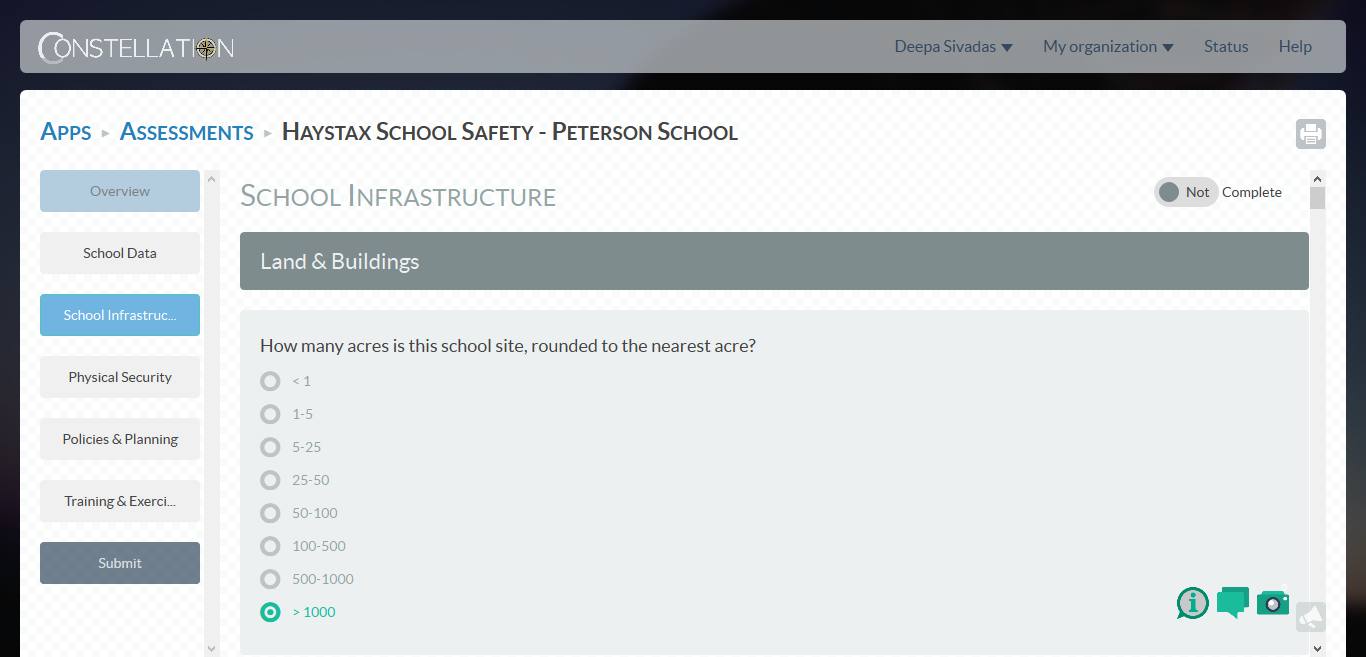 CONSTELLATION
Deepa Sivadas My organization Status Help
APPS ASSESSMENTS HAYSTAX SCHOOL SAFETY - PETERSON SCHOOL
Overview
School Data
School Infrastruc...
Physical Security
Policies & Planning
Training & Exerci...
Submit
SCHOOL INFRASTRUCTURE
Not Complete
Land & Buildings
How many acres is this school site, rounded to the nearest acre?
< 1
1-5
5-25
25-50
50-100
100-500
500-1000
> 1000